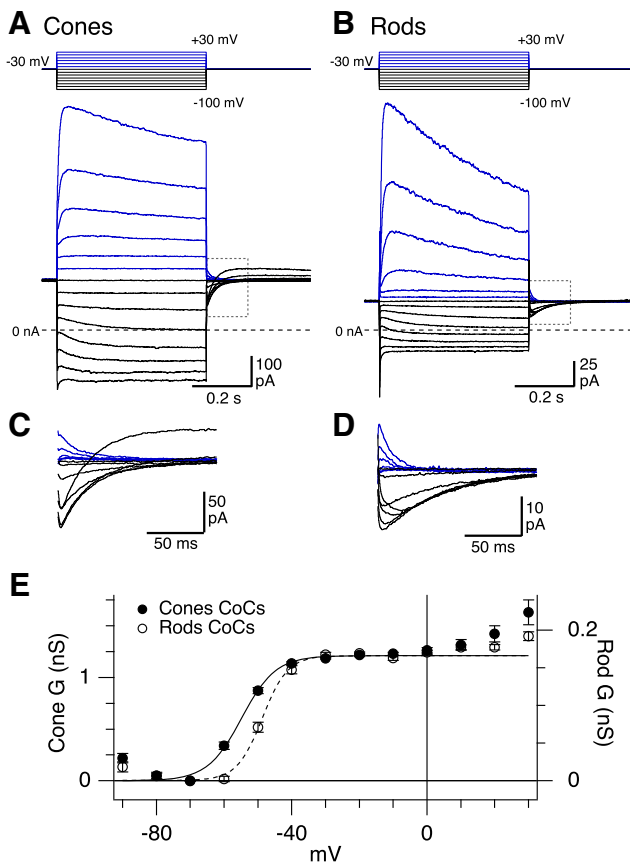 A Cones
+30 mV
-30 mV
-100 mV
0 nA
100
pA
0.2 s
B Rods
+30 mV
-30 mV
-100 mV
0 nA
25
pA
0.2 s
C
50
pA
50 ms
D
10
pA
50 ms
E
Cones CoCs
Rods CoCs
Cone G (nS)
1
0
Rod G (nS)
0.2
0
-80
-40
0
mV